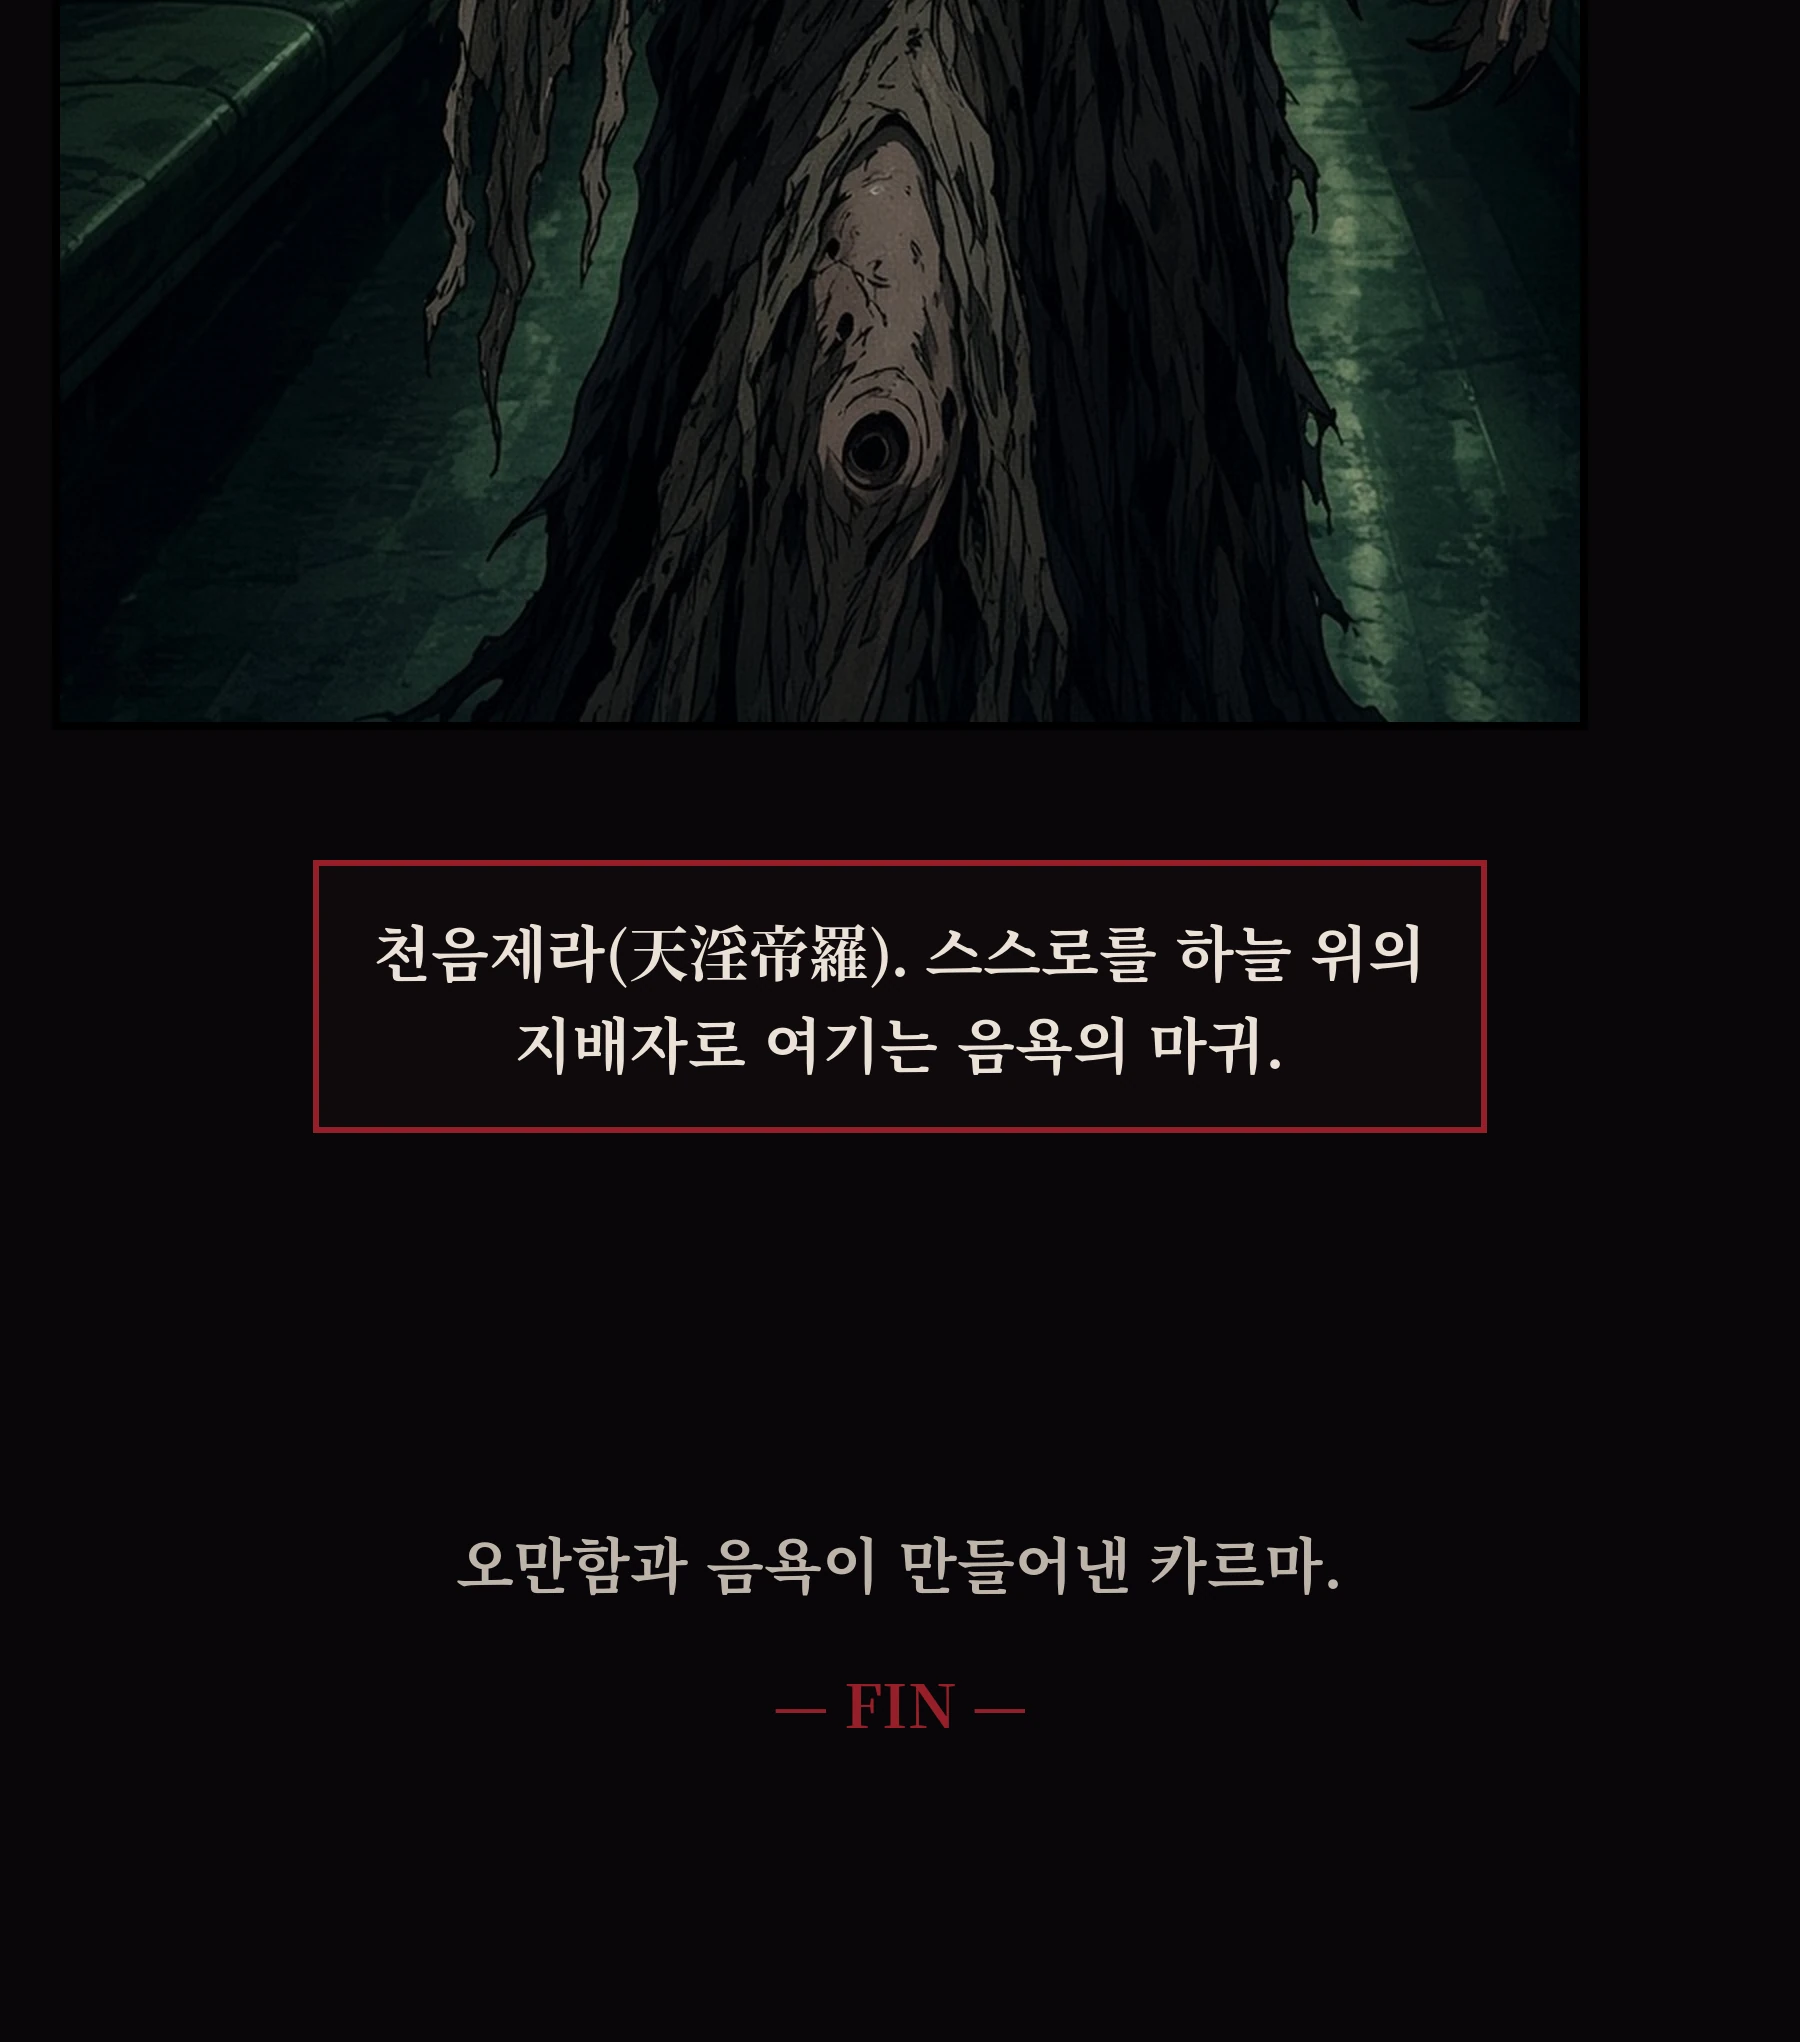 천음제라(天淫帝羅). 스스로를 하늘 위의
지배자로 여기는 음욕의 마귀.
오만함과 음욕이 만들어낸 카르마.
— FIN —